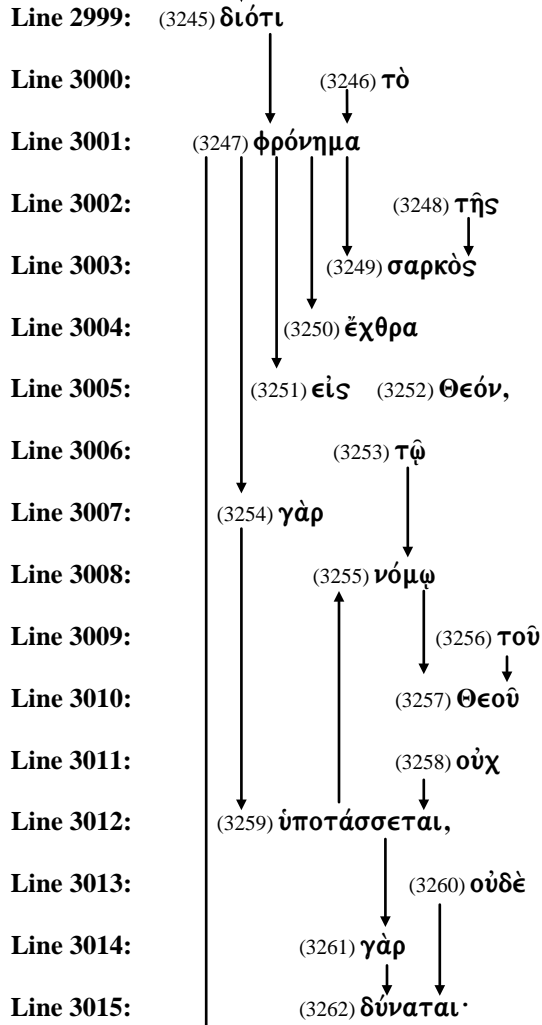 Line 2999: (3245) διότι
Line 3000: (3246) τὸ
Line 3001: (3247) φρόνημα
Line 3002: (3248) τῆς
Line 3003: (3249) σαρκὸς
Line 3004: (3250) ἔχθρα
Line 3005: (3251) εἰς (3252) Θεόν,
Line 3006: (3253) τῷ
Line 3007: (3254) γὰρ
Line 3008: (3255) νόμῳ
Line 3009: (3256) τοῦ
Line 3010: (3257) Θεοῦ
Line 3011: (3258) οὐχ
Line 3012: (3259) ὑποτάσσεται,
Line 3013: (3260) οὐδὲ
Line 3014: (3261) γὰρ
Line 3015: (3262) δύναται·